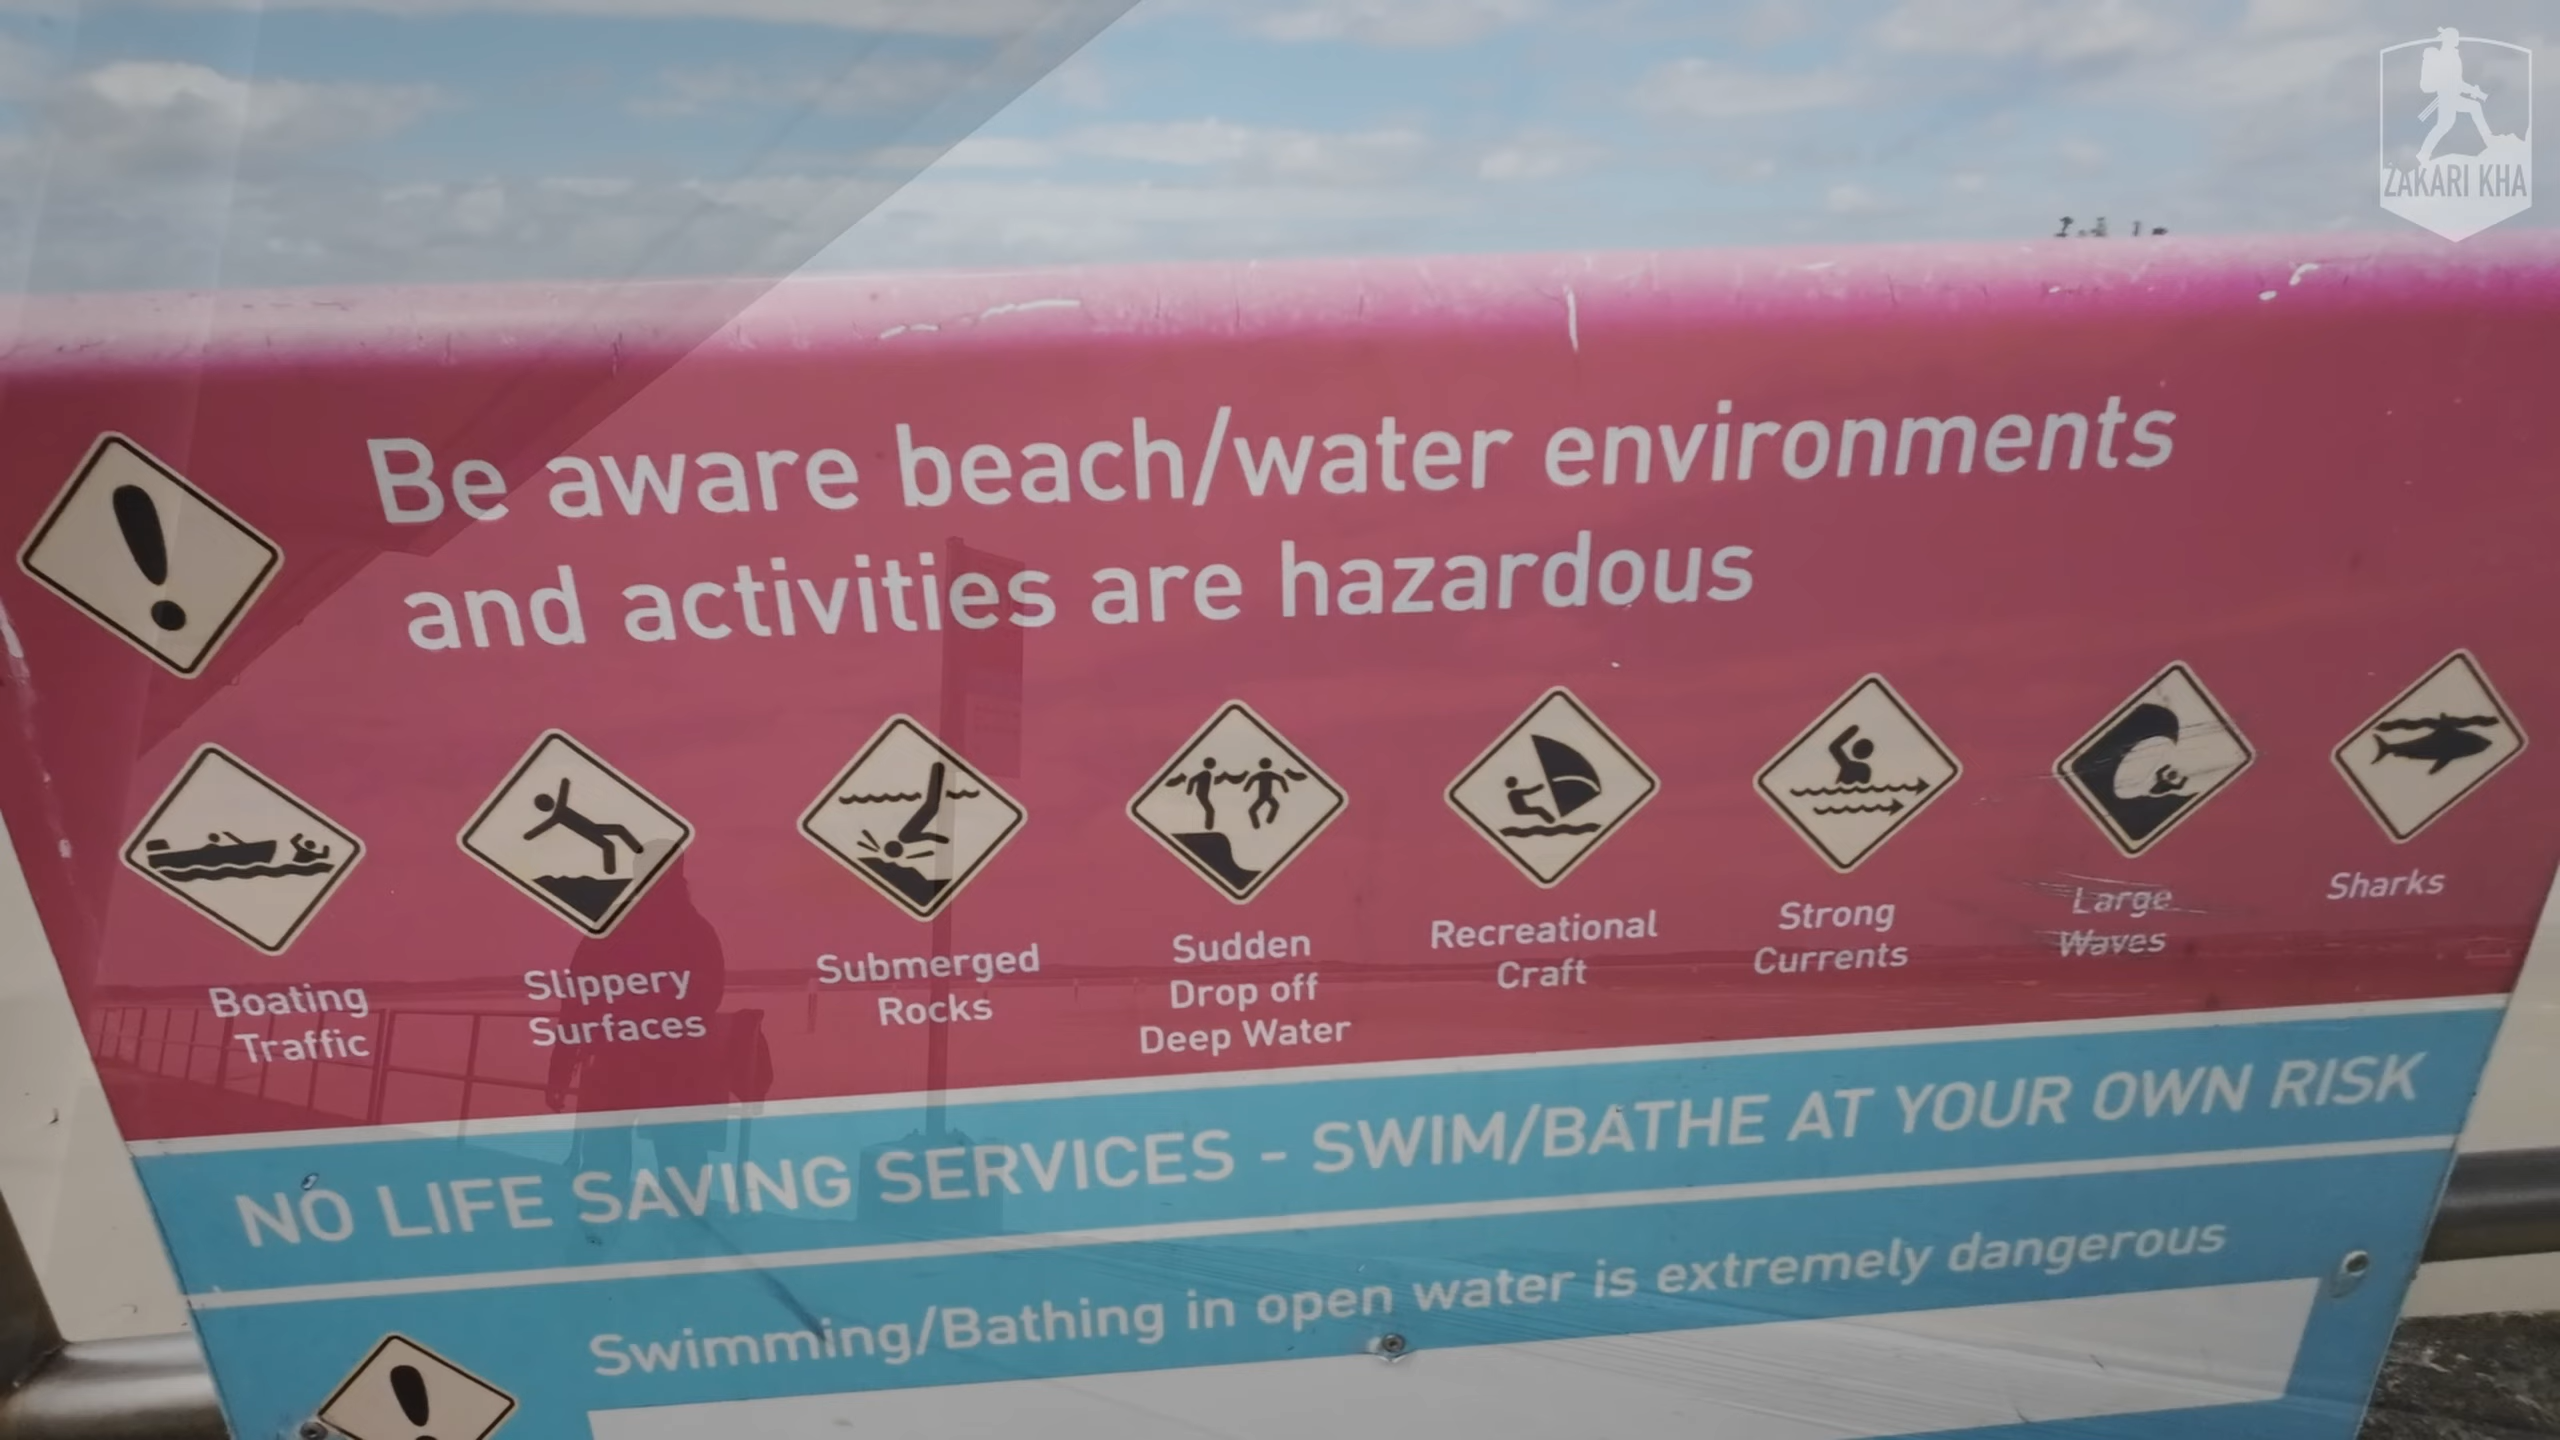 ZAKARI KHA
Be aware beach/water environments
and activities are hazardous
Boating
Traffic
Slippery
Surfaces
Submerged
Rocks
Sudden
Drop off
Deep Water
Recreational
Craft
Strong
Currents
Large
Waves
Sharks
NO LIFE SAVING SERVICES - SWIM/BATHE AT YOUR OWN RISK
Swimming/Bathing in open water is extremely dangerous